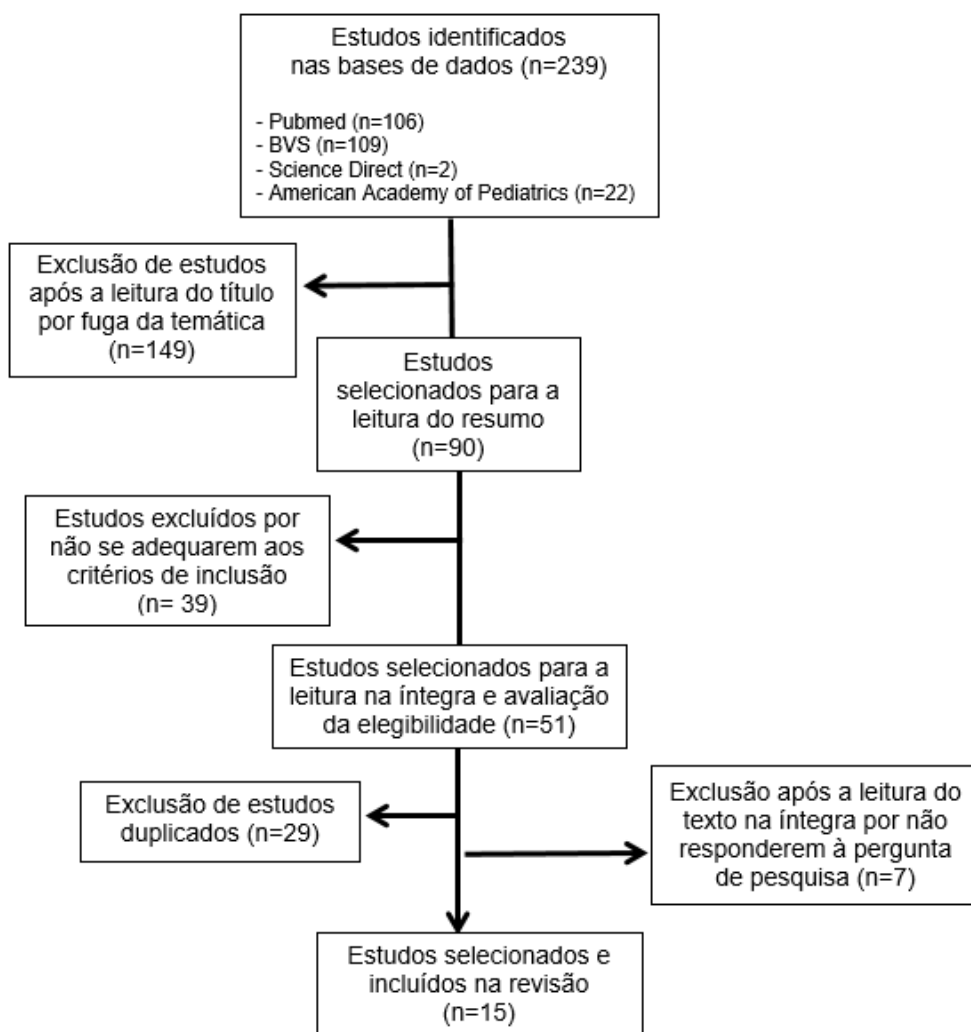 Estudos identificados
nas bases de dados (n=239)
- Pubmed (n=106)
- BVS (n=109)
- Science Direct (n=2)
- American Academy of Pediatrics (n=22)
Exclusão de estudos
após a leitura do título
por fuga da temática
(n=149)
Estudos
selecionados para a
leitura do resumo
(n=90)
Estudos excluídos por
não se adequarem aos
critérios de inclusão
(n= 39)
Estudos selecionados para a
leitura na íntegra e avaliação
da elegibilidade (n=51)
Exclusão de estudos
duplicados (n=29)
Exclusão após a leitura do
texto na íntegra por não
responderem à pergunta
de pesquisa (n=7)
Estudos selecionados e
incluídos na revisão
(n=15)